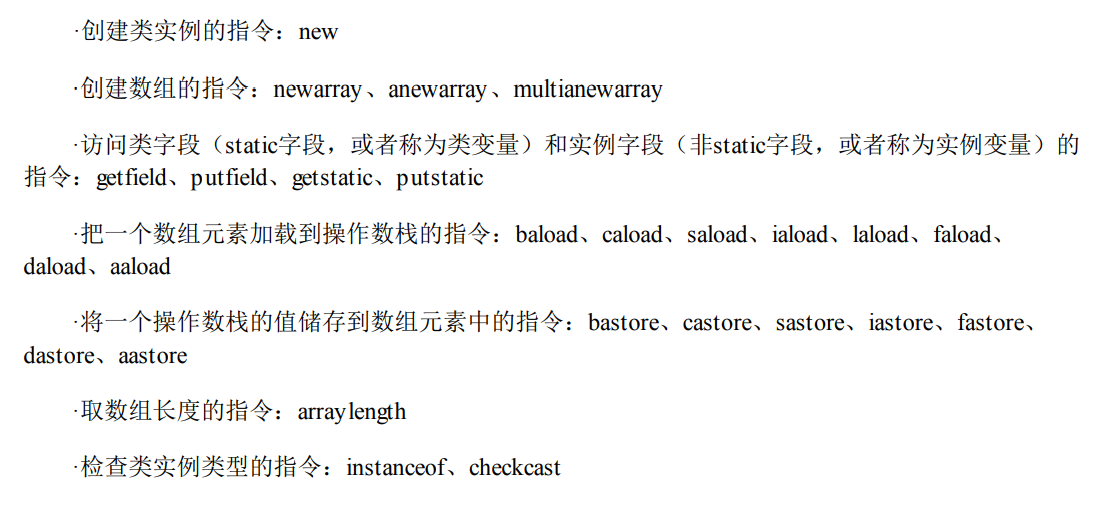 ·创建类实例的指令：new
·创建数组的指令：newarray、anewarray、multianewarray
·访问类字段（static字段，或者称为类变量）和实例字段（非static字段，或者称为实例变量）的
指令：getfield、putfield、getstatic、putstatic
·把一个数组元素加载到操作数栈的指令：baload、caload、saload、iaload、laload、faload、
daload、aaload
·将一个操作数栈的值储存到数组元素中的指令：bastore、castore、sastore、iastore、fastore、
dastore、aastore
·取数组长度的指令：arraylength
·检查类实例类型的指令：instanceof、checkcast